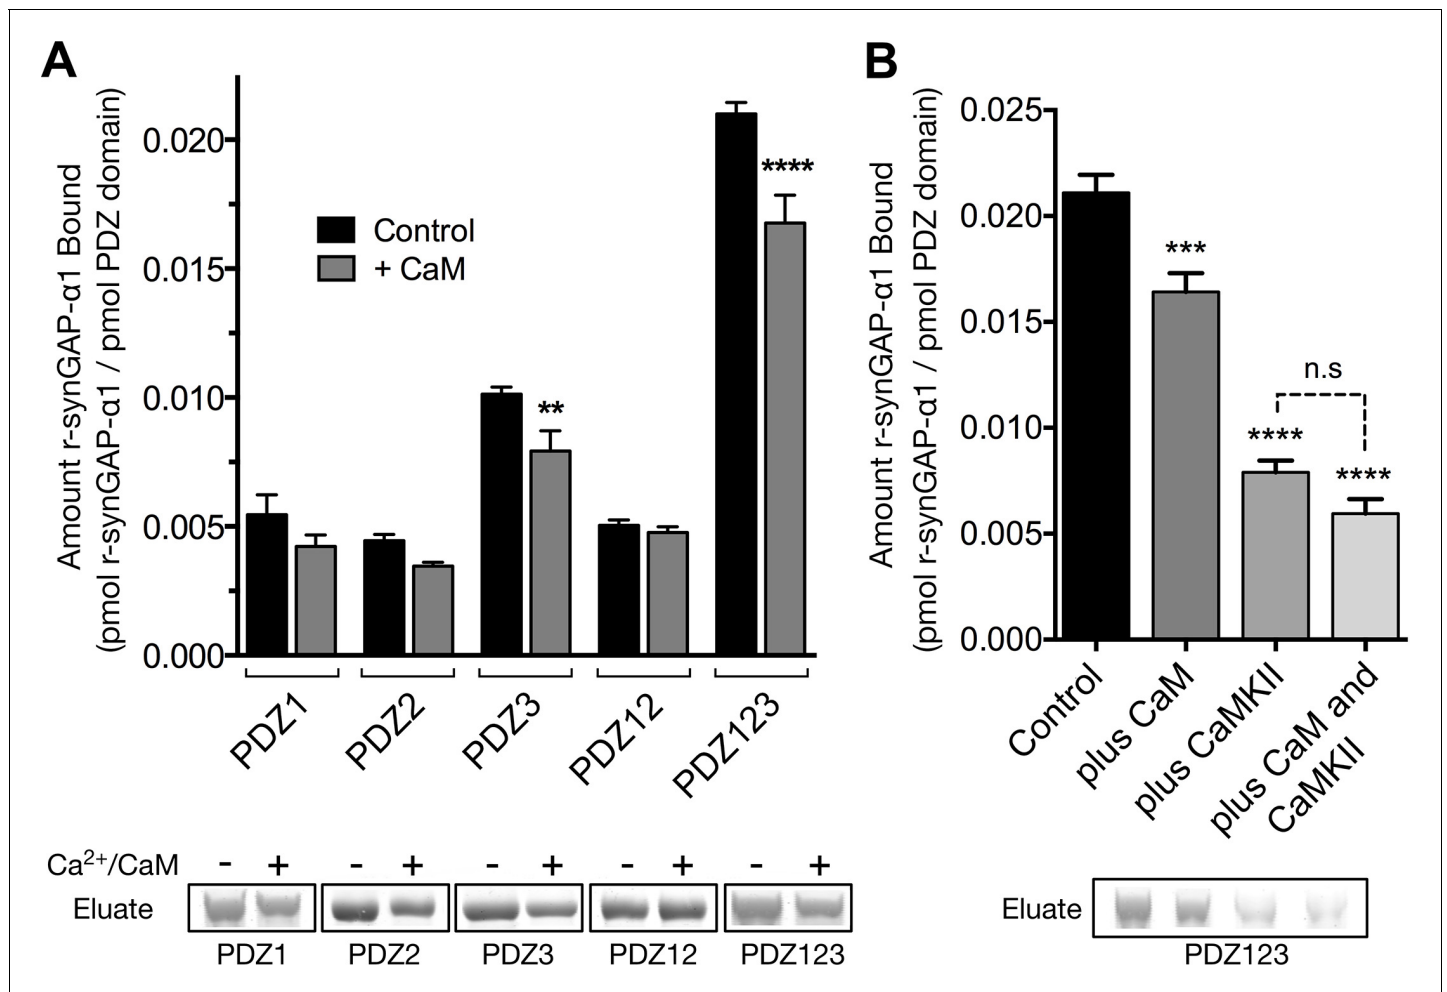 A
Amount r-synGAP-α1 Bound
(pmol r-synGAP-α1 / pmol PDZ domain)
0.020
0.015
0.010
0.005
0.000
Control
+ CaM
**
****
PDZ1
PDZ2
PDZ3
PDZ12
PDZ123
Ca²⁺/CaM - + - + - + - + - +
Eluate
PDZ1 PDZ2 PDZ3 PDZ12 PDZ123
B
Amount r-synGAP-α1 Bound
(pmol r-synGAP-α1 / pmol PDZ domain)
0.025
0.020
0.015
0.010
0.005
0.000
***
****
n.s
****
Control
plus CaM
plus CaMKII
plus CaM and
CaMKII
Eluate
PDZ123